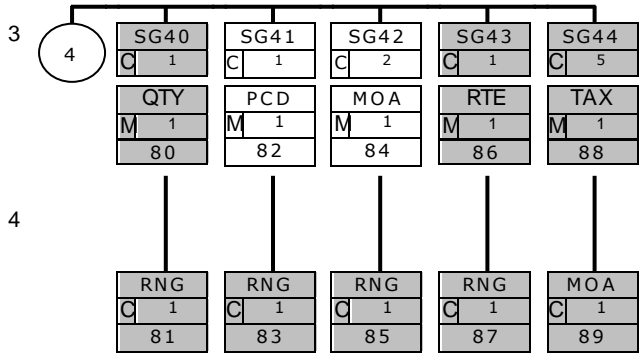 3 4 SG40 SG41 SG42 SG43 SG44
C 1 C 1 C 2 C 1 C 5
QTY PCD MOA RTE TAX
M 1 M 1 M 1 M 1 M 1
80 82 84 86 88
4
RNG RNG RNG RNG MOA
C 1 C 1 C 1 C 1 C 1
81 83 85 87 89